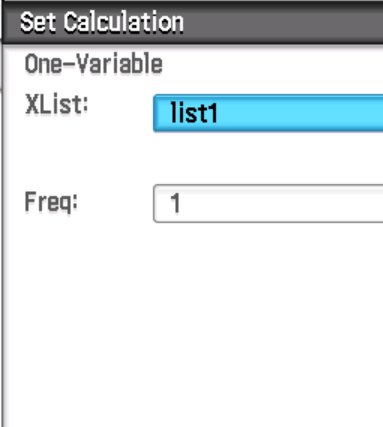 Set Calculation
One-Variable
XList: list1
Freq: 1